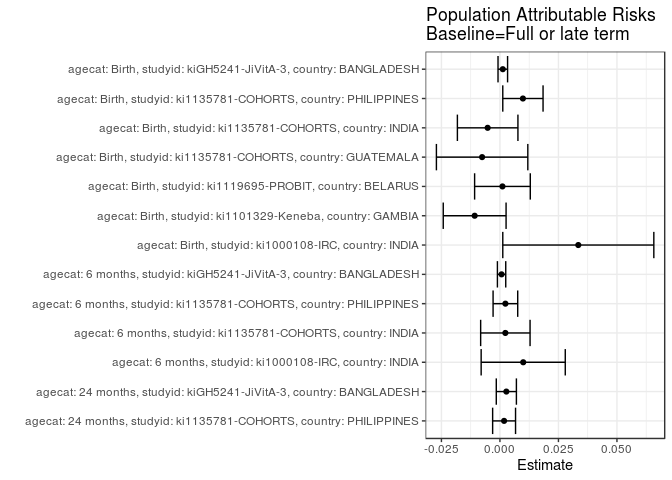 Population Attributable Risks
Baseline=Full or late term
agecat: Birth, studyid: kiGH5241-JiVitA-3, country: BANGLADESH
agecat: Birth, studyid: ki1135781-COHORTS, country: PHILIPPINES
agecat: Birth, studyid: ki1135781-COHORTS, country: INDIA
agecat: Birth, studyid: ki1135781-COHORTS, country: GUATEMALA
agecat: Birth, studyid: ki1119695-PROBIT, country: BELARUS
agecat: Birth, studyid: ki1101329-Keneba, country: GAMBIA
agecat: Birth, studyid: ki1000108-IRC, country: INDIA
agecat: 6 months, studyid: kiGH5241-JiVitA-3, country: BANGLADESH
agecat: 6 months, studyid: ki1135781-COHORTS, country: PHILIPPINES
agecat: 6 months, studyid: ki1135781-COHORTS, country: INDIA
agecat: 6 months, studyid: ki1000108-IRC, country: INDIA
agecat: 24 months, studyid: kiGH5241-JiVitA-3, country: BANGLADESH
agecat: 24 months, studyid: ki1135781-COHORTS, country: PHILIPPINES
-0.025 0.000 0.025 0.050
Estimate